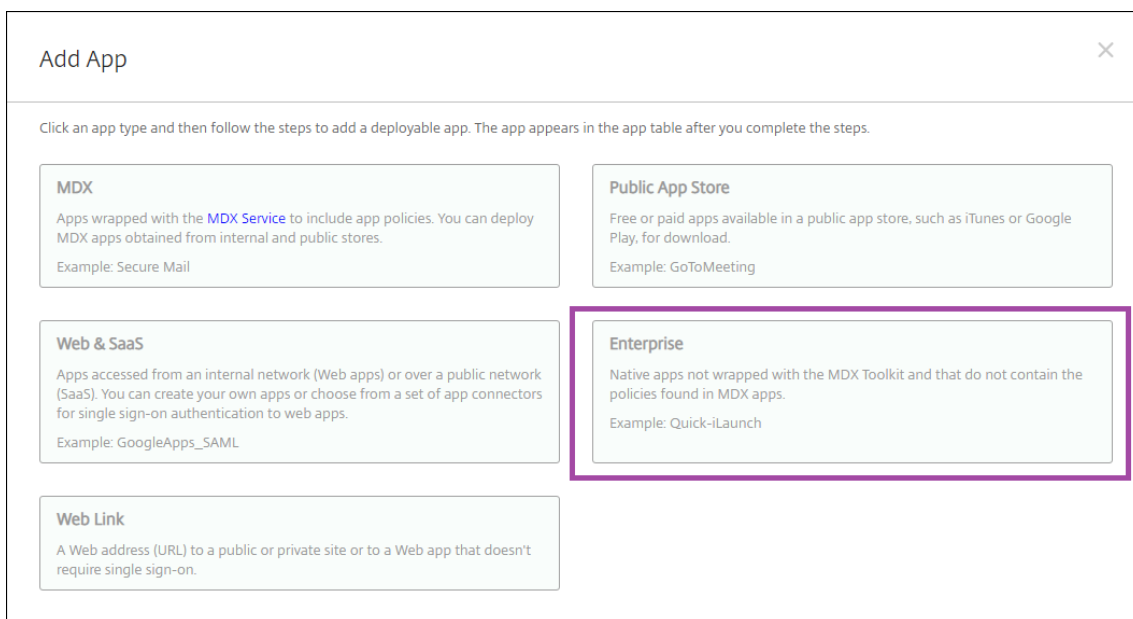 Add App
Click an app type and then follow the steps to add a deployable app. The app appears in the app table after you complete the steps.
MDX
Apps wrapped with the MDX Service to include app policies. You can deploy
MDX apps obtained from internal and public stores.
Example: Secure Mail
Public App Store
Free or paid apps available in a public app store, such as iTunes or Google
Play, for download.
Example: GoToMeeting
Web & SaaS
Apps accessed from an internal network (Web apps) or over a public network
(SaaS). You can create your own apps or choose from a set of app connectors
for single sign-on authentication to web apps.
Example: GoogleApps_SAML
Enterprise
Native apps not wrapped with the MDX Toolkit and that do not contain the
policies found in MDX apps.
Example: Quick-iLaunch
Web Link
A Web address (URL) to a public or private site or to a Web app that doesn't
require single sign-on.